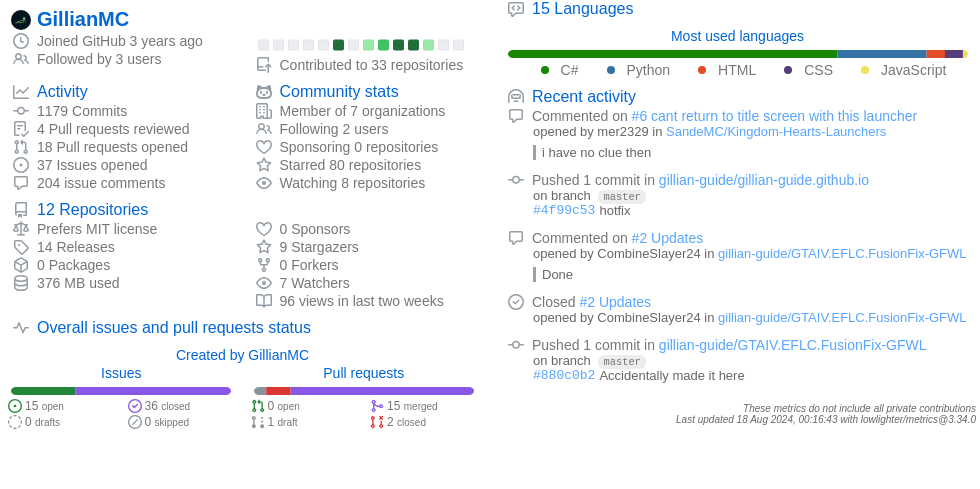 GillianMC
Joined GitHub 3 years ago
Followed by 3 users
Contributed to 33 repositories
Activity
1179 Commits
4 Pull requests reviewed
18 Pull requests opened
37 Issues opened
204 issue comments
Community stats
Member of 7 organizations
Following 2 users
Sponsoring 0 repositories
Starred 80 repositories
Watching 8 repositories
12 Repositories
Prefers MIT license
14 Releases
0 Packages
376 MB used
0 Sponsors
9 Stargazers
0 Forkers
7 Watchers
96 views in last two weeks
Overall issues and pull requests status
Created by GillianMC
Issues
15 open
36 closed
0 drafts
0 skipped
Pull requests
0 open
15 merged
1 draft
2 closed
15 Languages
Most used languages
C# Python HTML CSS JavaScript
Recent activity
Commented on #6 cant return to title screen with this launcher
opened by mer2329 in SandeMC/Kingdom-Hearts-Launchers
i have no clue then
Pushed 1 commit in gillian-guide/gillian-guide.github.io
on branch master
#4f99c53 hotfix
Commented on #2 Updates
opened by CombineSlayer24 in gillian-guide/GTAIV.EFLC.FusionFix-GFWL
Done
Closed #2 Updates
opened by CombineSlayer24 in gillian-guide/GTAIV.EFLC.FusionFix-GFWL
Pushed 1 commit in gillian-guide/GTAIV.EFLC.FusionFix-GFWL
on branch master
#880c0b2 Accidentally made it here
These metrics do not include all private contributions
Last updated 18 Aug 2024, 00:16:43 with lowlighter/metrics@3.34.0